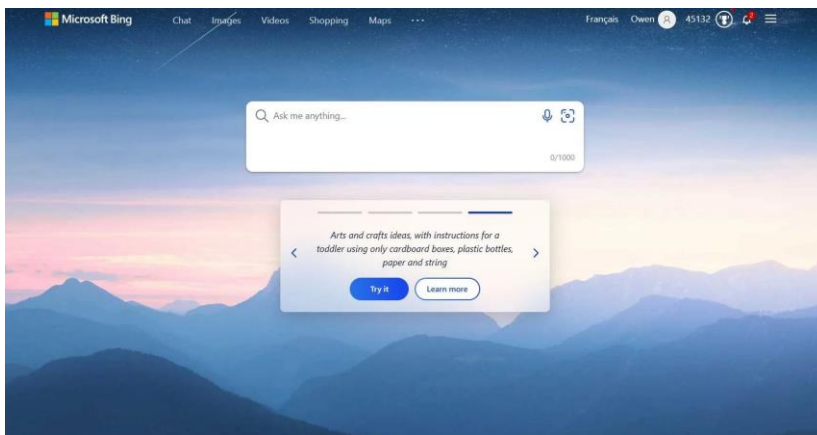 Microsoft Bing Chat Images Videos Shopping Maps ... Français Owen 45132 2
Ask me anything...
0/1000
Arts and crafts ideas, with instructions for a
toddler using only cardboard boxes, plastic bottles,
paper and string
Try it Learn more